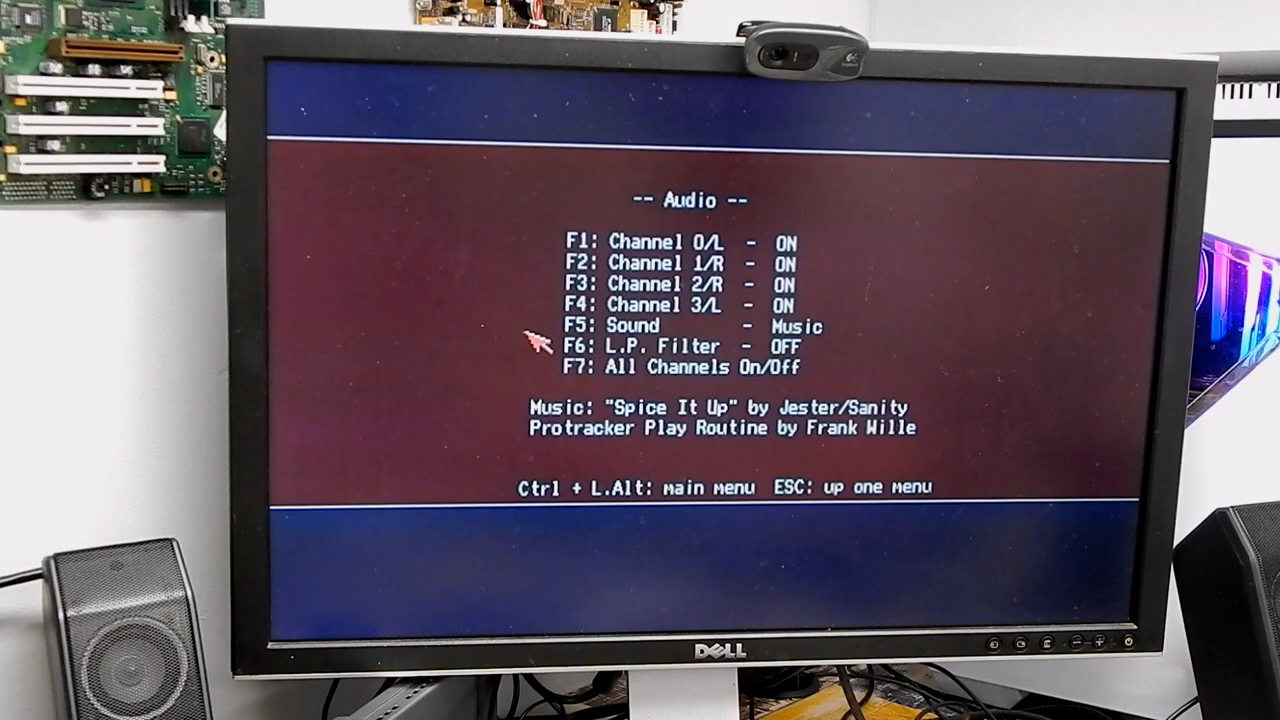 -- Audio --
F1: Channel 0/L - ON
F2: Channel 1/R - ON
F3: Channel 2/R - ON
F4: Channel 3/L - ON
F5: Sound - Music
F6: L.P. Filter - OFF
F7: All Channels On/Off
Music: "Spice It Up" by Jester/Sanity
Protracker Play Routine by Frank Wille
Ctrl + L.Alt: main menu ESC: up one menu
DELL